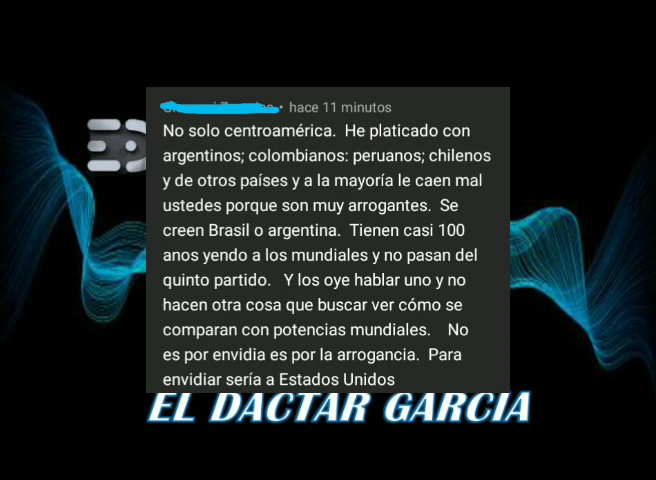 • hace 11 minutos
No solo centroamérica. He platicado con
argentinos; colombianos: peruanos; chilenos
y de otros países y a la mayoría le caen mal
ustedes porque son muy arrogantes. Se
creen Brasil o argentina. Tienen casi 100
anos yendo a los mundiales y no pasan del
quinto partido. Y los oye hablar uno y no
hacen otra cosa que buscar ver cómo se
comparan con potencias mundiales. No
es por envidia es por la arrogancia. Para
envidiar sería a Estados Unidos
EL DACTAR GARCIA